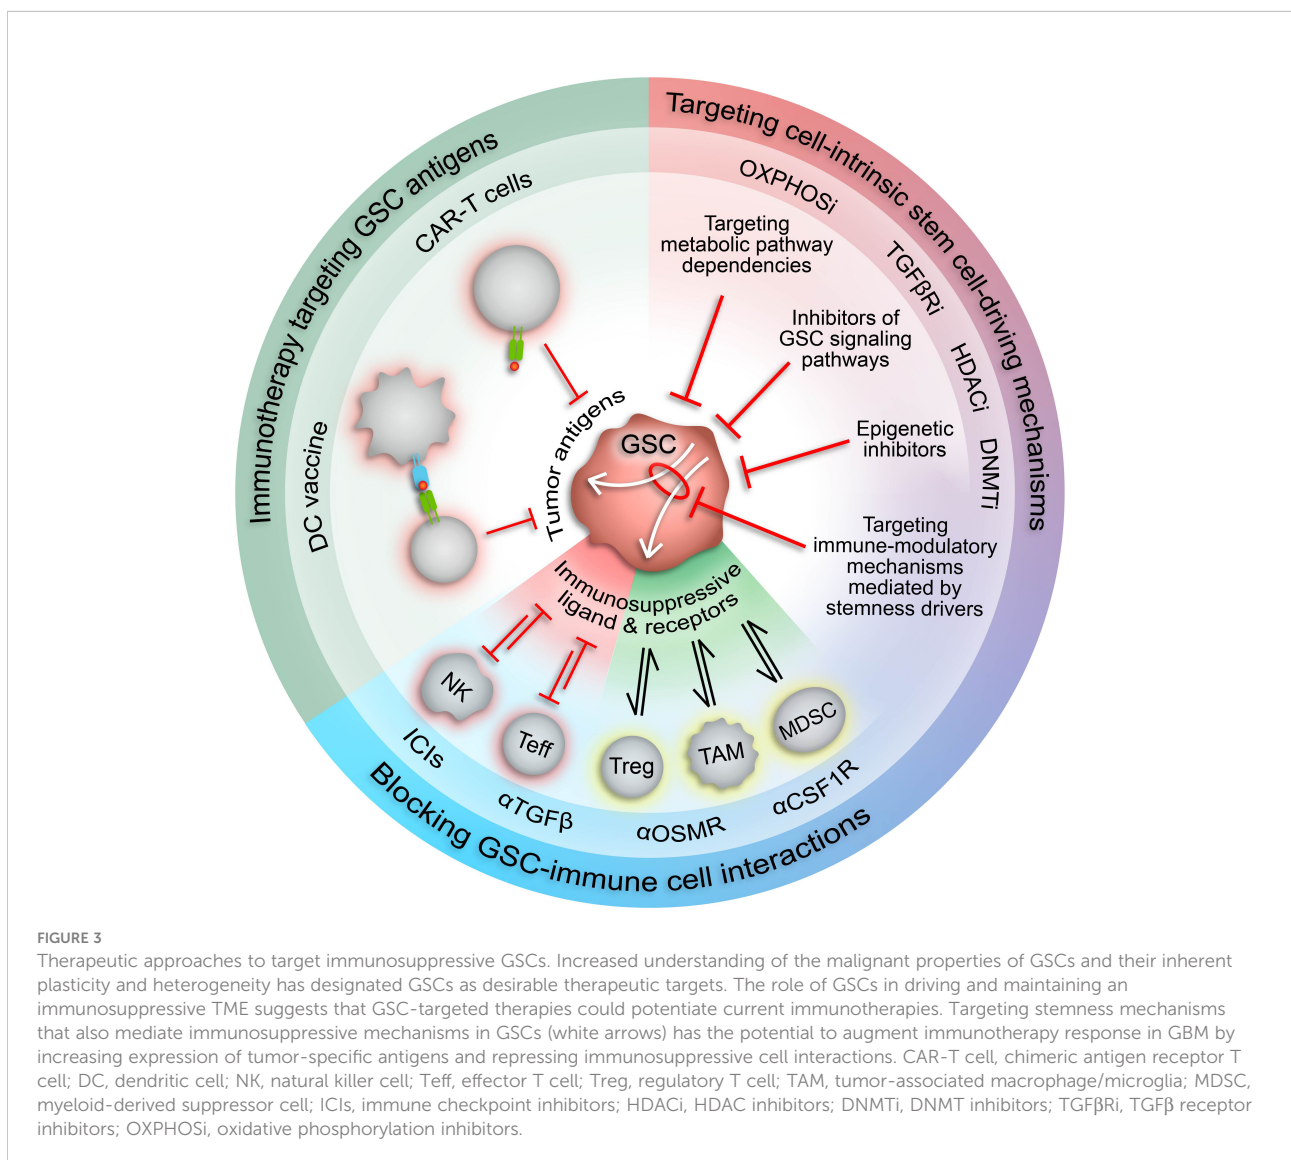 Immunotherapy targeting GSC antigens
Targeting cell-intrinsic stem cell-driving mechanisms
Blocking GSC-immune cell interactions
CAR-T cells
DC vaccine
OXPHOSi
TGFβRi
HDACi
DNMTi
Targeting
metabolic pathway
dependencies
Inhibitors of
GSC signaling
pathways
Epigenetic
inhibitors
Targeting
immune-modulatory
mechanisms
mediated by
stemness drivers
Tumor antigens
GSC
Immunosuppressive
ligand & receptors
NK
Teff
Treg
TAM
MDSC
ICIs
αTGFβ
αOSMR
αCSF1R
FIGURE 3
Therapeutic approaches to target immunosuppressive GSCs. Increased understanding of the malignant properties of GSCs and their inherent
plasticity and heterogeneity has designated GSCs as desirable therapeutic targets. The role of GSCs in driving and maintaining an
immunosuppressive TME suggests that GSC-targeted therapies could potentiate current immunotherapies. Targeting stemness mechanisms
that also mediate immunosuppressive mechanisms in GSCs (white arrows) has the potential to augment immunotherapy response in GBM by
increasing expression of tumor-specific antigens and repressing immunosuppressive cell interactions. CAR-T cell, chimeric antigen receptor T
cell; DC, dendritic cell; NK, natural killer cell; Teff, effector T cell; Treg, regulatory T cell; TAM, tumor-associated macrophage/microglia; MDSC,
myeloid-derived suppressor cell; ICIs, immune checkpoint inhibitors; HDACi, HDAC inhibitors; DNMTi, DNMT inhibitors; TGFβRi, TGFβ receptor
inhibitors; OXPHOSi, oxidative phosphorylation inhibitors.